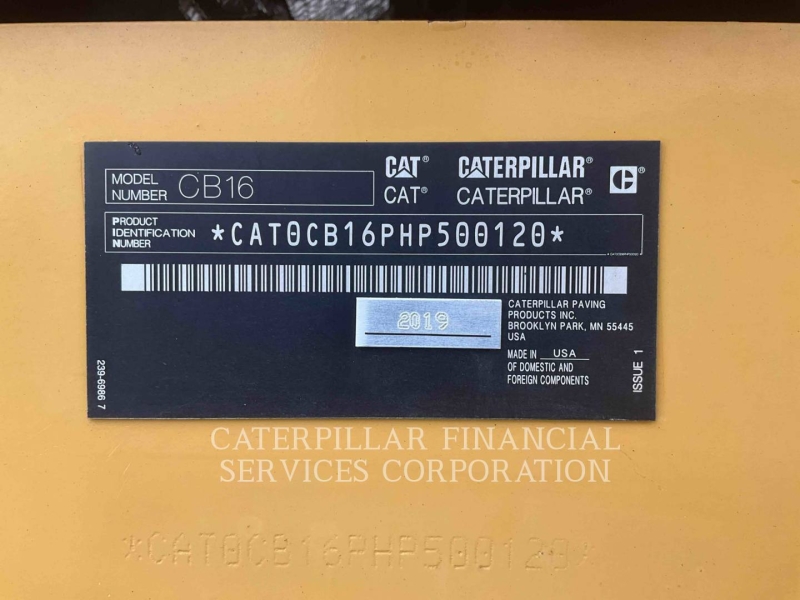 MODEL NUMBER CB16
CAT® CATERPILLAR®
CAT® CATERPILLAR®
PRODUCT IDENTIFICATION NUMBER *CAT0CB16PHP500120*
2019
CATERPILLAR PAVING
PRODUCTS INC.
BROOKLYN PARK, MN 55445
USA
MADE IN USA
OF DOMESTIC AND
FOREIGN COMPONENTS
ISSUE 1
239-6986 7
CATERPILLAR FINANCIAL
SERVICES CORPORATION
*CAT0CB16PHP500120*